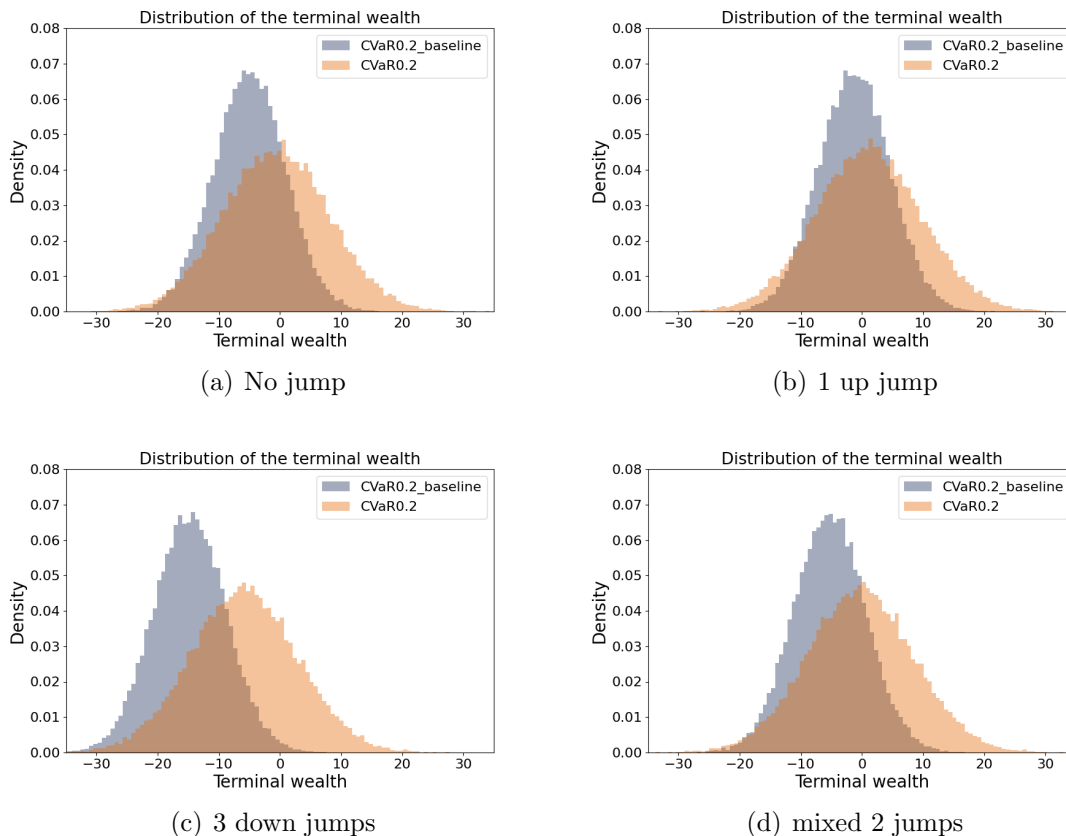 Distribution of the terminal wealth
CVaR0.2_baseline
CVaR0.2
Density
0.08
0.07
0.06
0.05
0.04
0.03
0.02
0.01
0.00
−30 −20 −10 0 10 20 30
Terminal wealth
(a) No jump
Distribution of the terminal wealth
CVaR0.2_baseline
CVaR0.2
Density
0.08
0.07
0.06
0.05
0.04
0.03
0.02
0.01
0.00
−30 −20 −10 0 10 20 30
Terminal wealth
(b) 1 up jump
Distribution of the terminal wealth
CVaR0.2_baseline
CVaR0.2
Density
0.08
0.07
0.06
0.05
0.04
0.03
0.02
0.01
0.00
−30 −20 −10 0 10 20 30
Terminal wealth
(c) 3 down jumps
Distribution of the terminal wealth
CVaR0.2_baseline
CVaR0.2
Density
0.08
0.07
0.06
0.05
0.04
0.03
0.02
0.01
0.00
−30 −20 −10 0 10 20 30
Terminal wealth
(d) mixed 2 jumps